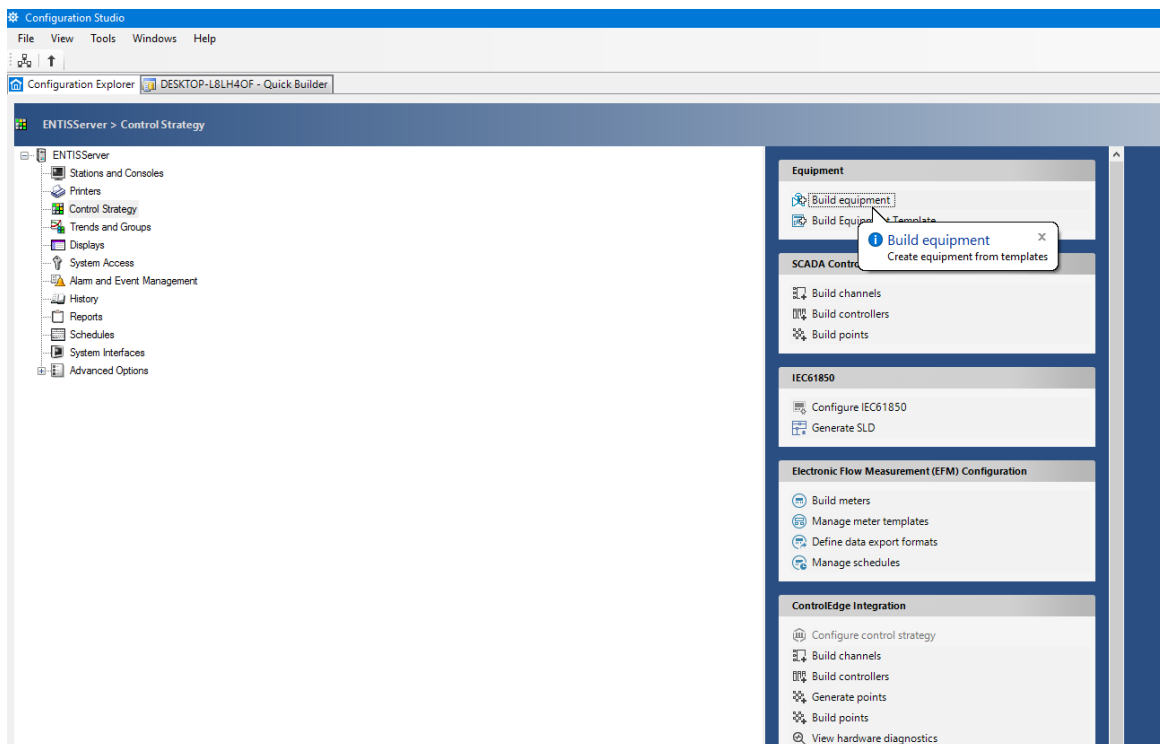 Configuration Studio
File View Tools Windows Help
Configuration Explorer DESKTOP-L8LH4OF - Quick Builder
ENTISServer > Control Strategy
ENTISServer
Stations and Consoles
Printers
Control Strategy
Trends and Groups
Displays
System Access
Alarm and Event Management
History
Reports
Schedules
System Interfaces
Advanced Options
Equipment
Build equipment
Build Equipment Template
Build equipment x
Create equipment from templates
SCADA Contro
Build channels
Build controllers
Build points
IEC61850
Configure IEC61850
Generate SLD
Electronic Flow Measurement (EFM) Configuration
Build meters
Manage meter templates
Define data export formats
Manage schedules
ControlEdge Integration
Configure control strategy
Build channels
Build controllers
Generate points
Build points
View hardware diagnostics